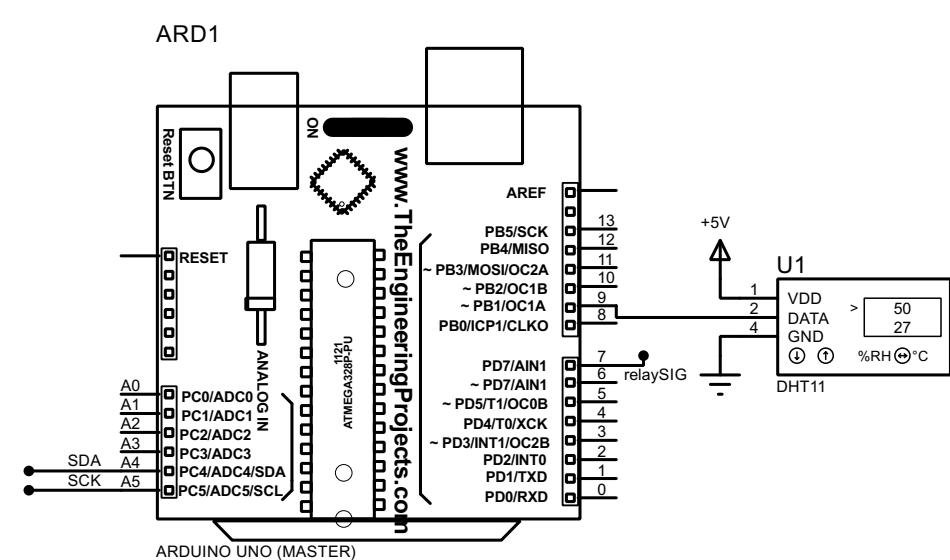 ARD1
Reset BTN
ON
www.TheEngineeringProjects.com
RESET
ANALOG IN
1121
ATMEGA328P-PU
AREF
PB5/SCK 13
PB4/MISO 12
~ PB3/MOSI/OC2A 11
~ PB2/OC1B 10
~ PB1/OC1A 9
PB0/ICP1/CLKO 8
PD7/AIN1 7
relaySIG
~ PD7/AIN1 6
~ PD5/T1/OC0B 5
PD4/T0/XCK 4
~ PD3/INT1/OC2B 3
PD2/INT0 2
PD1/TXD 1
PD0/RXD 0
A0 PC0/ADC0
A1 PC1/ADC1
A2 PC2/ADC2
A3 PC3/ADC3
SDA A4 PC4/ADC4/SDA
SCK A5 PC5/ADC5/SCL
ARDUINO UNO (MASTER)
+5V
U1
1 VDD
2 DATA
4 GND
> 50
27
%RH °C
DHT11